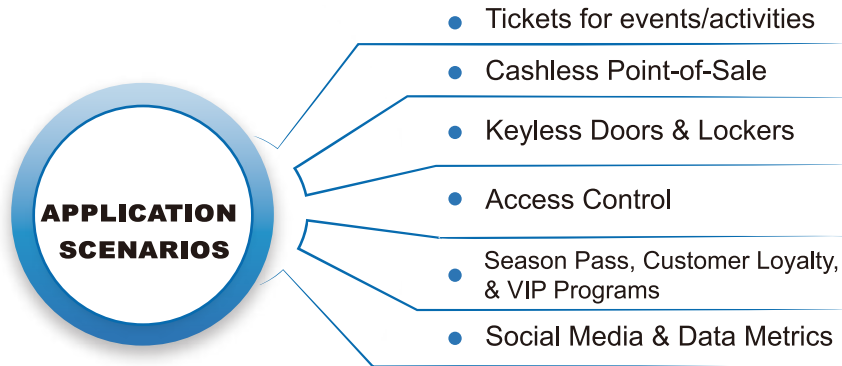 APPLICATION
SCENARIOS
Tickets for events/activities
Cashless Point-of-Sale
Keyless Doors & Lockers
Access Control
Season Pass, Customer Loyalty,
& VIP Programs
Social Media & Data Metrics